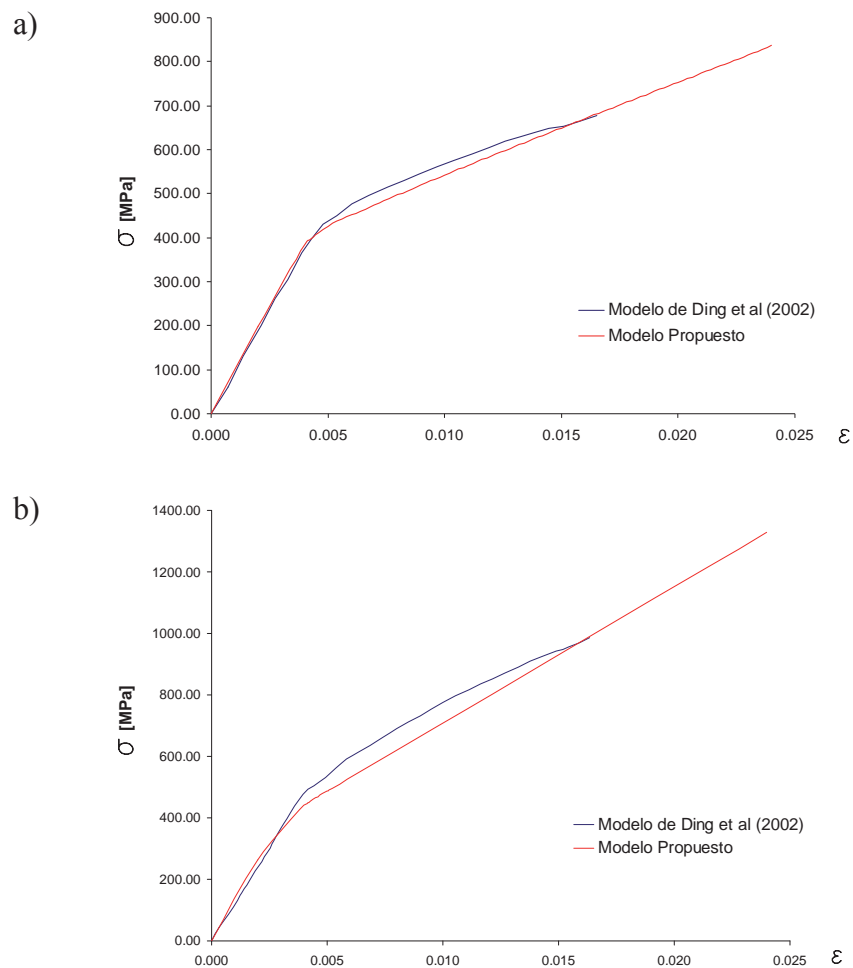 a)
900.00
800.00
700.00
600.00
500.00
400.00
300.00
200.00
100.00
0.00
σ [MPa]
0.000 0.005 0.010 0.015 0.020 0.025
ε
Modelo de Ding et al (2002)
Modelo Propuesto
b)
1400.00
1200.00
1000.00
800.00
600.00
400.00
200.00
0.00
σ [MPa]
0.000 0.005 0.010 0.015 0.020 0.025
ε
Modelo de Ding et al (2002)
Modelo Propuesto